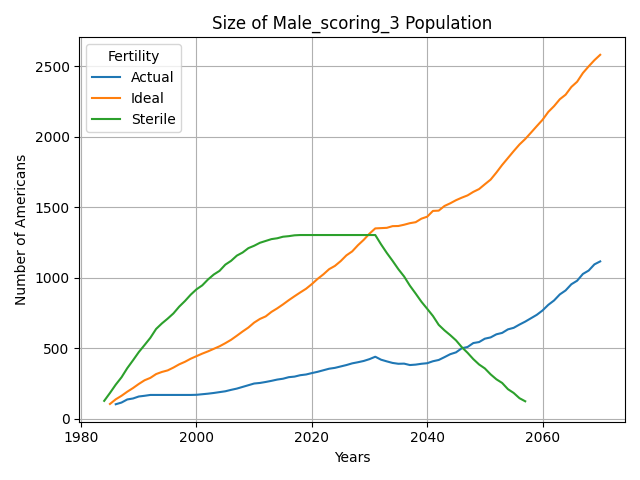 Size of Male_scoring_3 Population
Fertility
Actual
Ideal
Sterile
Number of Americans
2500
2000
1500
1000
500
0
1980
2000
2020
2040
2060
Years